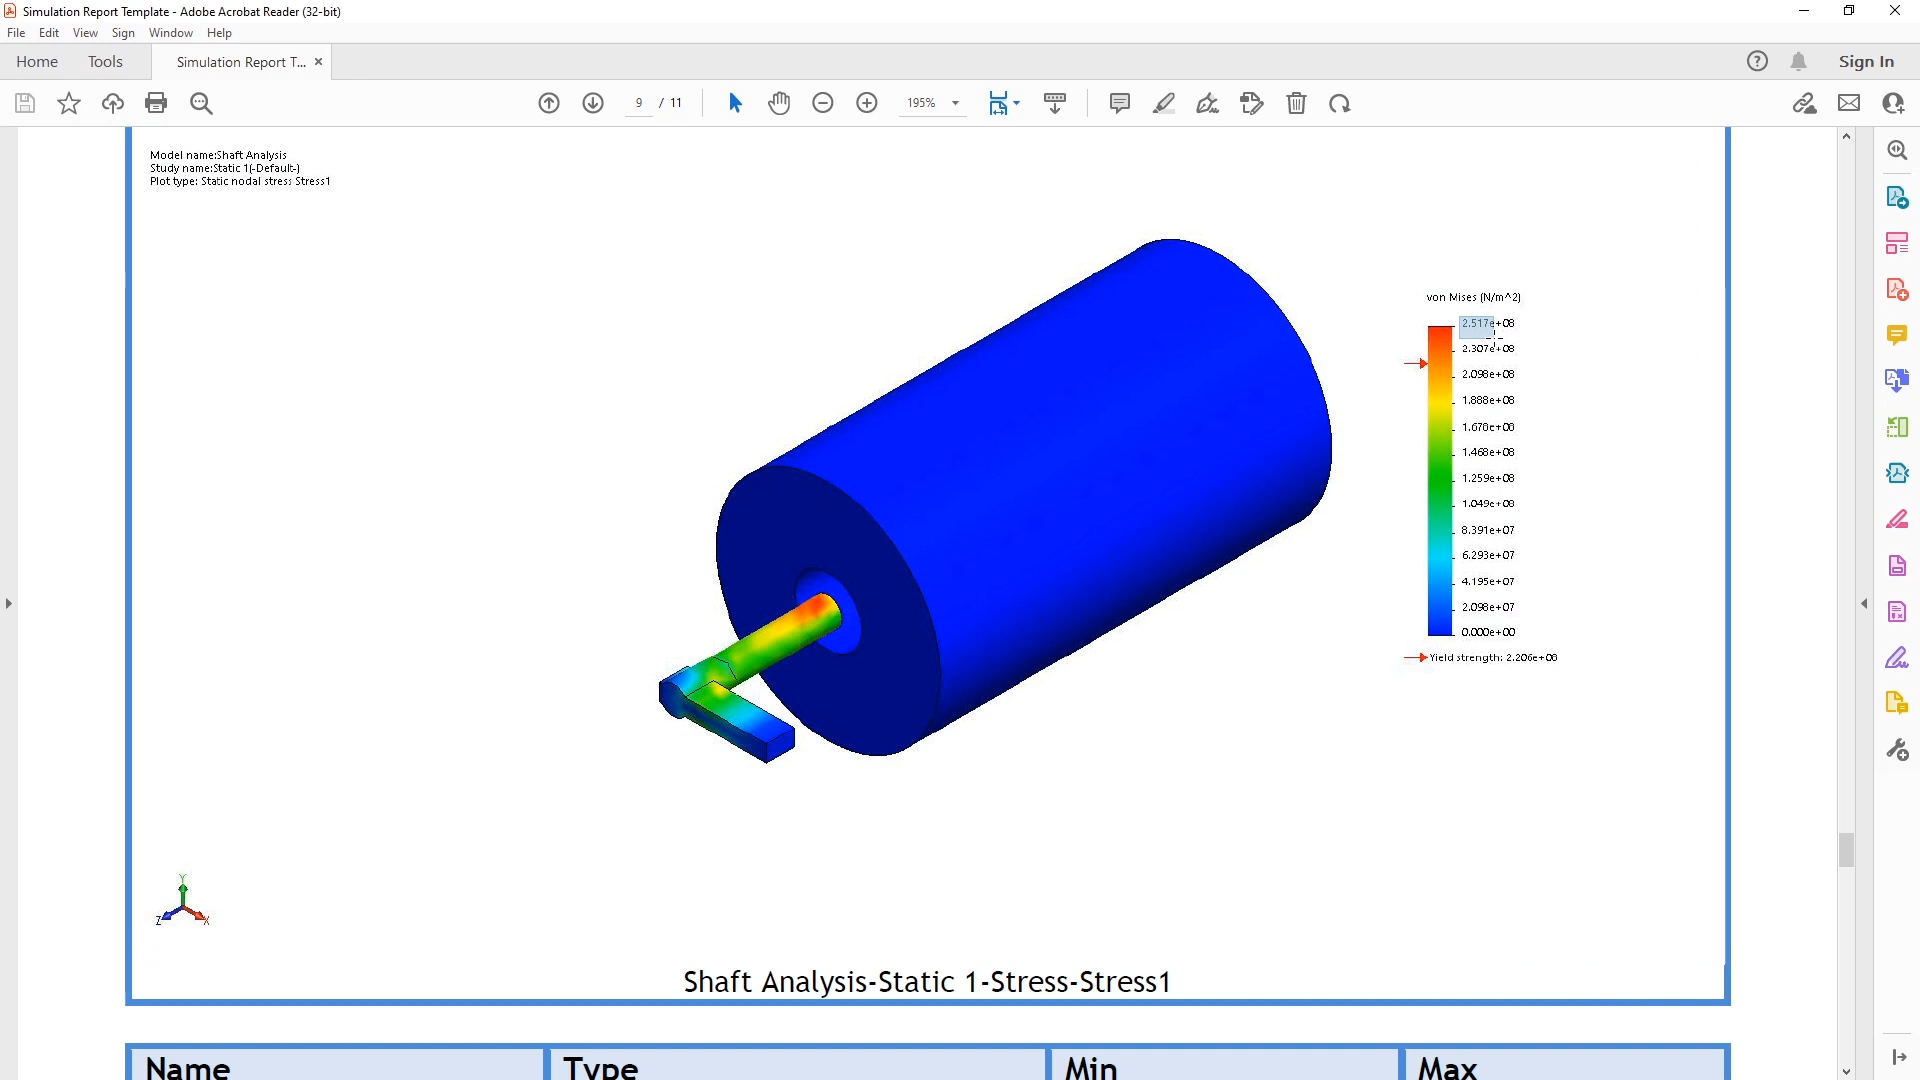 Simulation Report Template - Adobe Acrobat Reader (32-bit)
File Edit View Sign Window Help
Home Tools Simulation Report T... × Sign In
9 / 11 195%
Model name:Shaft Analysis
Study name:Static 1(-Default-)
Plot type: Static nodal stress Stress1
von Mises (N/m^2)
2.517e+08
2.307e+08
2.098e+08
1.888e+08
1.678e+08
1.468e+08
1.259e+08
1.049e+08
8.391e+07
6.293e+07
4.195e+07
2.098e+07
0.000e+00
Yield strength: 2.206e+08
Y
Z X
Shaft Analysis-Static 1-Stress-Stress1
Name Type Min Max